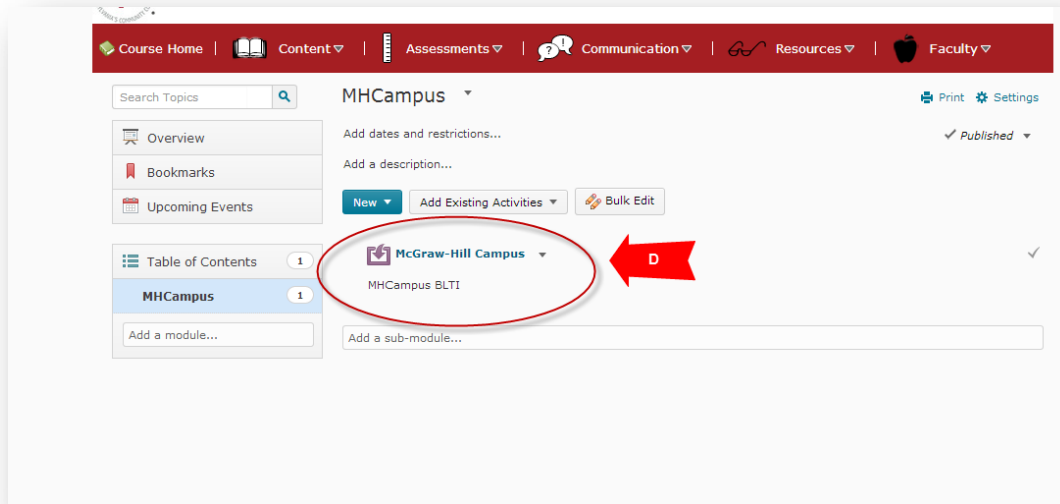 Course Home | Content | Assessments | Communication | Resources | Faculty
Search Topics
MHCampus
Print Settings
Overview
Add dates and restrictions...
Published
Bookmarks
Add a description...
Upcoming Events
New Add Existing Activities Bulk Edit
Table of Contents 1
McGraw-Hill Campus
D
MHCampus 1
MHCampus BLTI
Add a module...
Add a sub-module...